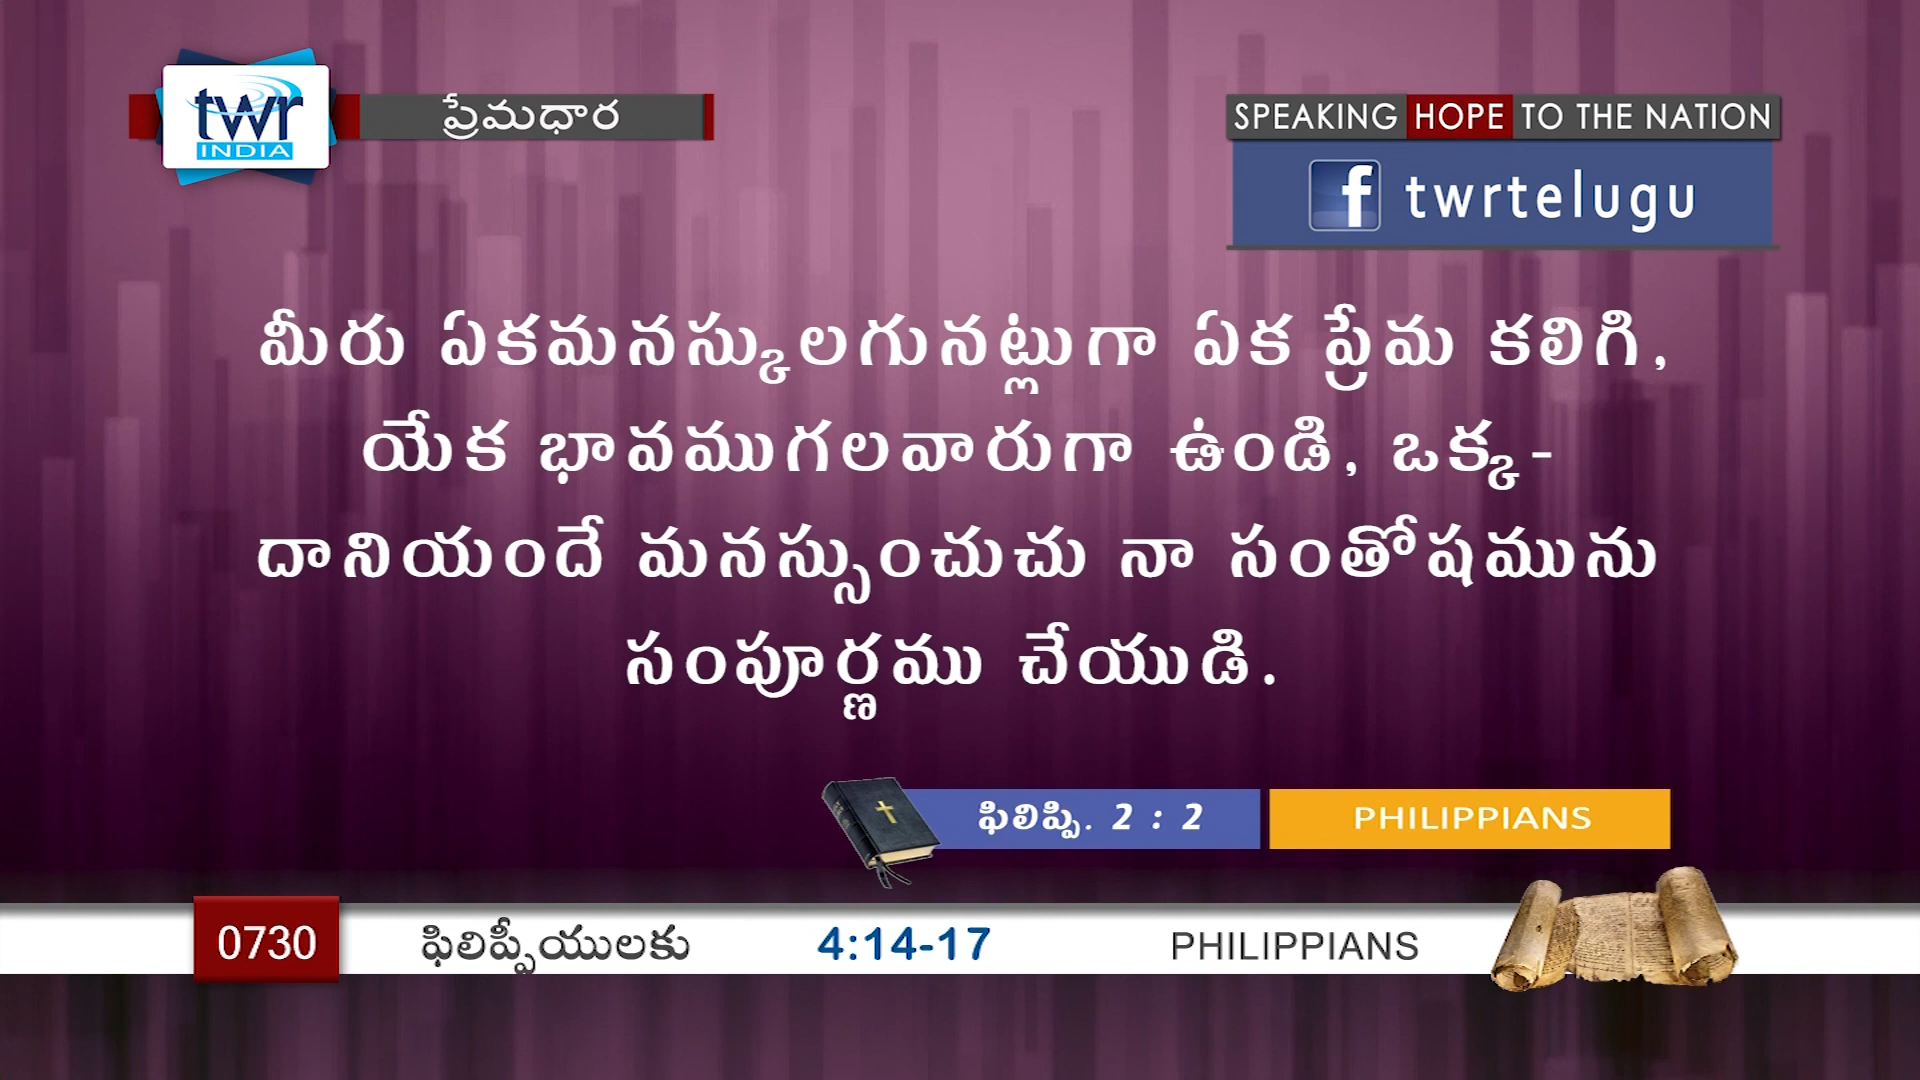 twr
INDIA
ప్రేమధార
SPEAKING HOPE TO THE NATION
f twrtelugu
మీరు ఏకమనస్కులగునట్లుగా ఏక ప్రేమ కలిగి,
యేక భావముగలవారుగా ఉండి, ఒక్క-
దానియందే మనస్సుంచుచు నా సంతోషమును
సంపూర్ణము చేయుడి.
ఫిలిప్పి. 2 : 2 PHILIPPIANS
0730 ఫిలిప్పీయులకు 4:14-17 PHILIPPIANS